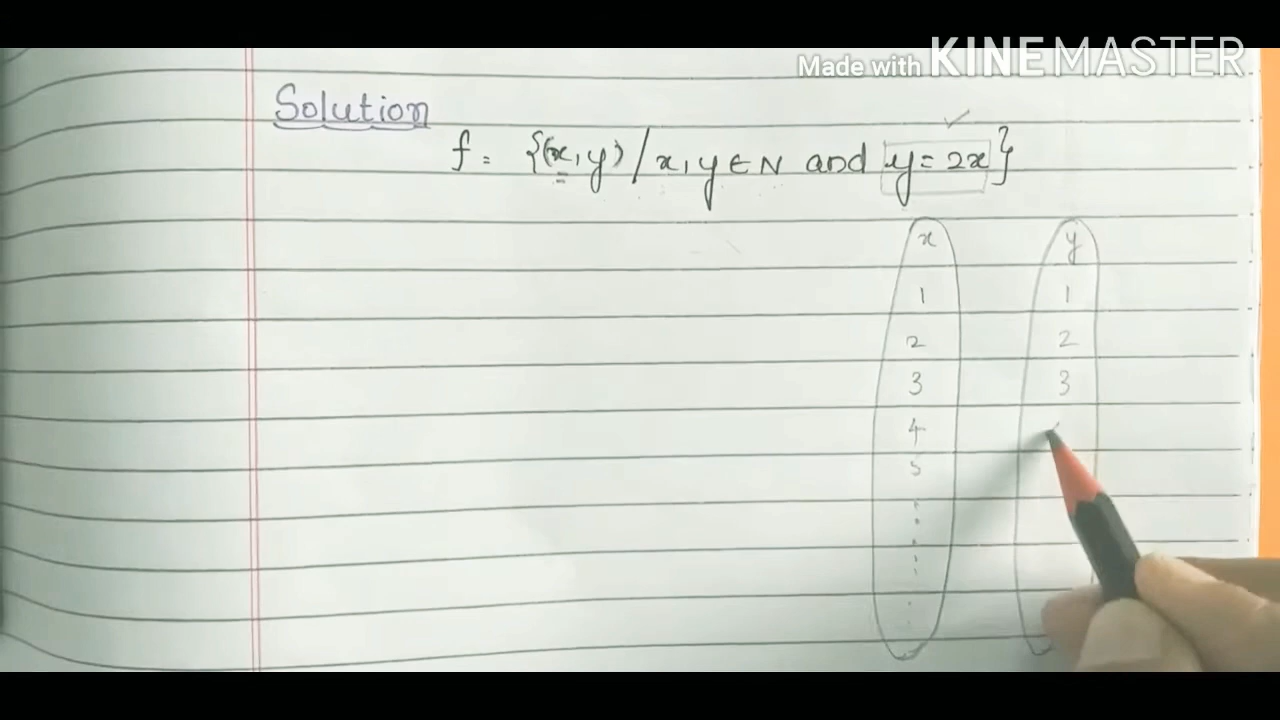 Made with KINEMASTER
Solution
f = {(x, y) / x, y ∈ N and y = 2x}
x y
1 1
2 2
3 3
4
5